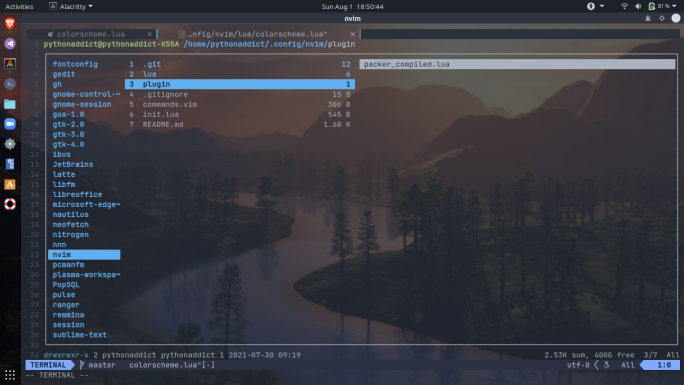 Activities Alacritty Sun Aug 1 18:50:44 81 %
nvim
colorscheme.lua × …nfig/nvim/lua/colorscheme.lua" ×
pythonaddict@pythonaddict-K55A /home/pythonaddict/.config/nvim/plugin
fontconfig 1 .git 12 packer_compiled.lua
gedit 2 lua 6
gh 3 plugin 1
gnome-control-~ 4 .gitignore 15 B
gnome-session 5 commands.vim 306 B
goa-1.0 6 init.lua 545 B
gtk-2.0 7 README.md 1.68 K
gtk-3.0
gtk-4.0
ibus
JetBrains
latte
libfm
libreoffice
microsoft-edge~
nautilus
neofetch
nitrogen
nnn
nvim
pcmanfm
plasma-workspa~
PopSQL
pulse
ranger
remmina
session
sublime-text
32 drwxrwxr-x 2 pythonaddict pythonaddict 1 2021-07-30 09:19 2.53K sum, 400G free 3/7 All
TERMINAL master colorscheme.lua"[-] utf-8 All 1:0
-- TERMINAL --